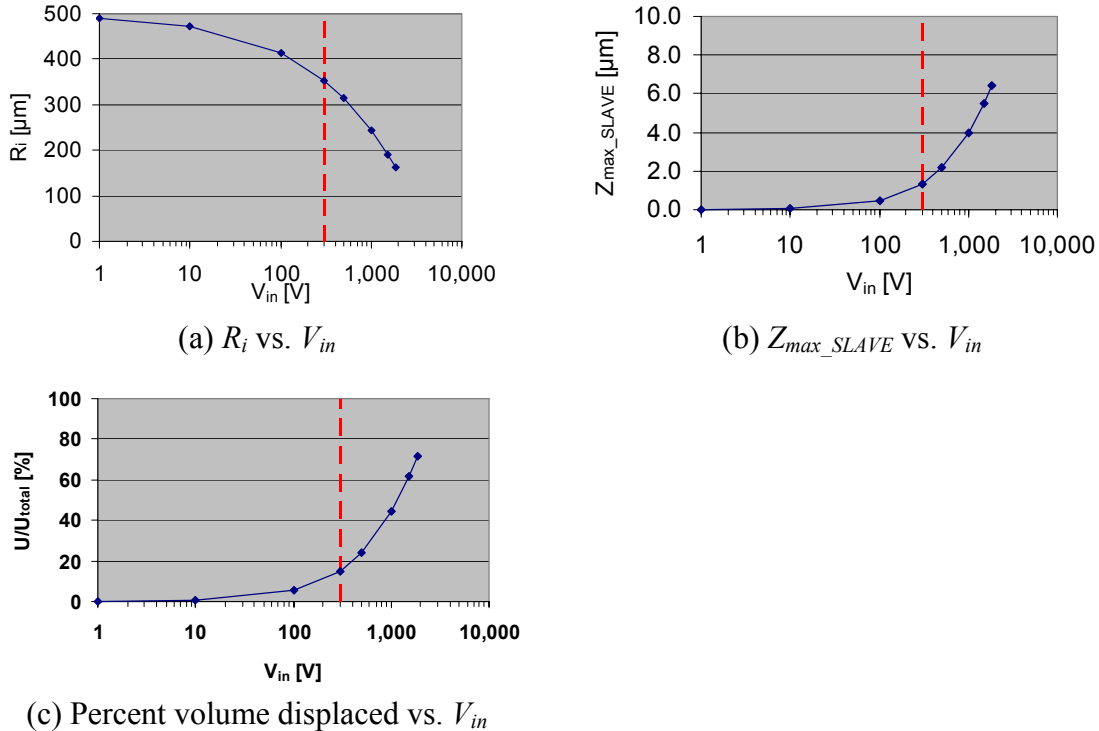 500
400
300
200
100
0
Ri [µm]
1 10 100 1,000 10,000
Vin [V]
(a) Ri vs. Vin
10.0
8.0
6.0
4.0
2.0
0.0
Zmax_SLAVE [µm]
1 10 100 1,000 10,000
Vin [V]
(b) Zmax_SLAVE vs. Vin
100
80
60
40
20
0
U/Utotal [%]
1 10 100 1,000 10,000
Vin [V]
(c) Percent volume displaced vs. Vin